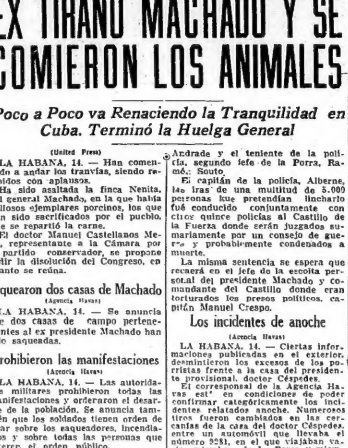 EX TIRANO MACHADO Y SE
COMIERON LOS ANIMALES
Poco a Poco va Renaciendo la Tranquilidad en
Cuba. Terminó la Huelga General
(United Press)
LA HABANA, 14. — Han comen-
do a andar los tranvías, siendo re-
bidos con aplausos.
Ha sido asaltada la finca Nenita,
l general Machado, en la que había
liosos ejemplares porcinos, los que
n sido sacrificados por el pueblo,
e se repartió la carne.
El doctor Manuel Castellanos Me-
, representante a la Cámara por
partido conservador, se propone
dir la disolución del Congreso, en
anto se reúna.
quearon dos casas de Machado
(Agencia Havas)
LA HABANA, 14. — Se anuncia
e dos casas de campo pertene-
ntes al ex presidente Machado han
o saqueadas.
rohibieron las manifestaciones
(Agencia Havas)
LA HABANA, 14. — Las autorida-
s militares prohibieron todas las
anifestaciones y ordenaron el desar-
e de la población. Se anuncia tam-
én que los soldados tienen orden de
ar sobre los saqueadores, incendia-
os y sobre todas las personas que
eren el orden público.
Andrade y el teniente de la poli-
cía, segundo jefe de la Porra, Ra-
mó.: Souto.
El capitán de la policía, Alberne,
las iras' de una multitud de 5.000
personas kue pretendían lincharlo
fué conducido conjuntamente con
otros quince policías al Castillo de
la Fuerza donde serán juzgados su-
mariamente por un consejo de gue-
rra y probablemente condenados a
muerte.
La misma sentencia se espera que
recaerá en el jefe de la escolta per-
sonal del presidente Machado y co-
mandante del Castillo donde eran
torturados los presos políticos, ca-
pitán Manuel Crespo.
Los incidentes de anoche
(Agencia Havas)
LA HABANA, 14. — Ciertas infor-
maciones publicadas en el exterior,
desmintieron los excesos de los po-
rristas frente a la casa del presiden-
te provisional, doctor Céspedes.
El corresponsal de la Agencia Ha-
vas está en condiciones de poder
confirmar categóricamente los inci-
dentes relatados anoche. Numerosos
tiros fueron cambiados en las cer-
canías de la casa del doctor Céspedes,
entre un automóvil que llevaba el
número 9281, en el que viajaban va-